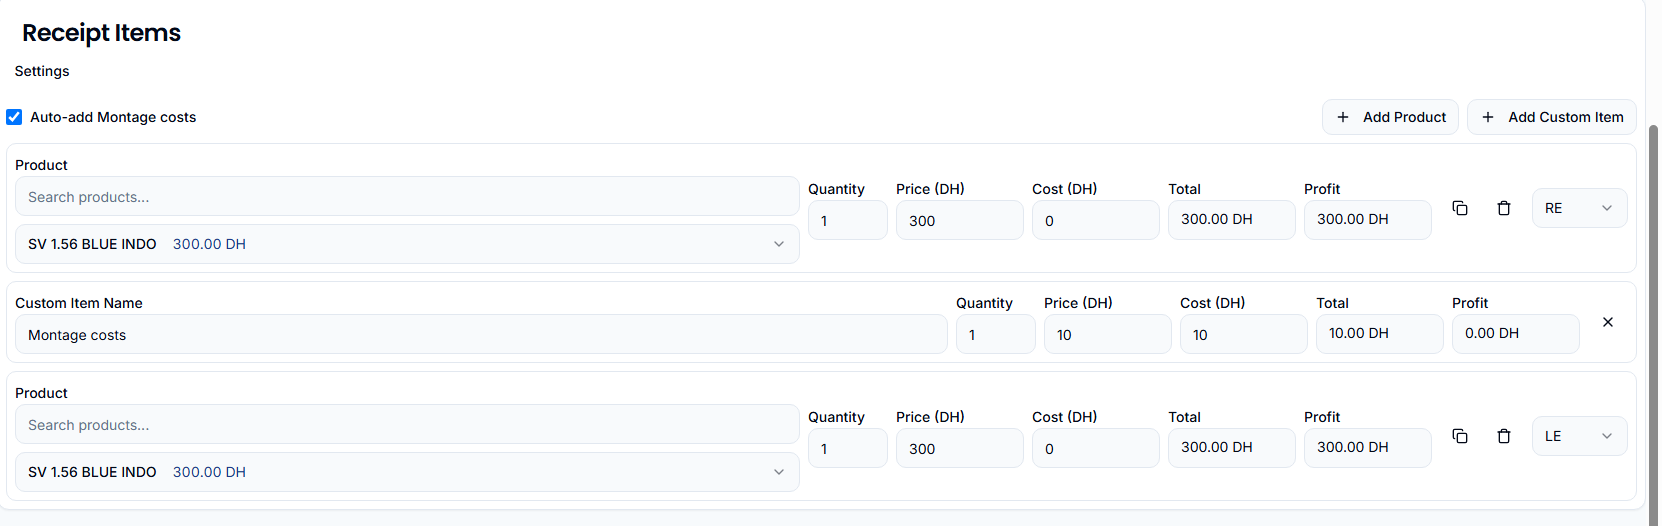 Receipt Items
Settings
Auto-add Montage costs
Add Product
Add Custom Item
Product
Search products...
SV 1.56 BLUE INDO 300.00 DH
Quantity Price (DH) Cost (DH) Total Profit
1 300 0 300.00 DH 300.00 DH RE
Custom Item Name Quantity Price (DH) Cost (DH) Total Profit
Montage costs 1 10 10 10.00 DH 0.00 DH
Product
Search products...
SV 1.56 BLUE INDO 300.00 DH
Quantity Price (DH) Cost (DH) Total Profit
1 300 0 300.00 DH 300.00 DH LE